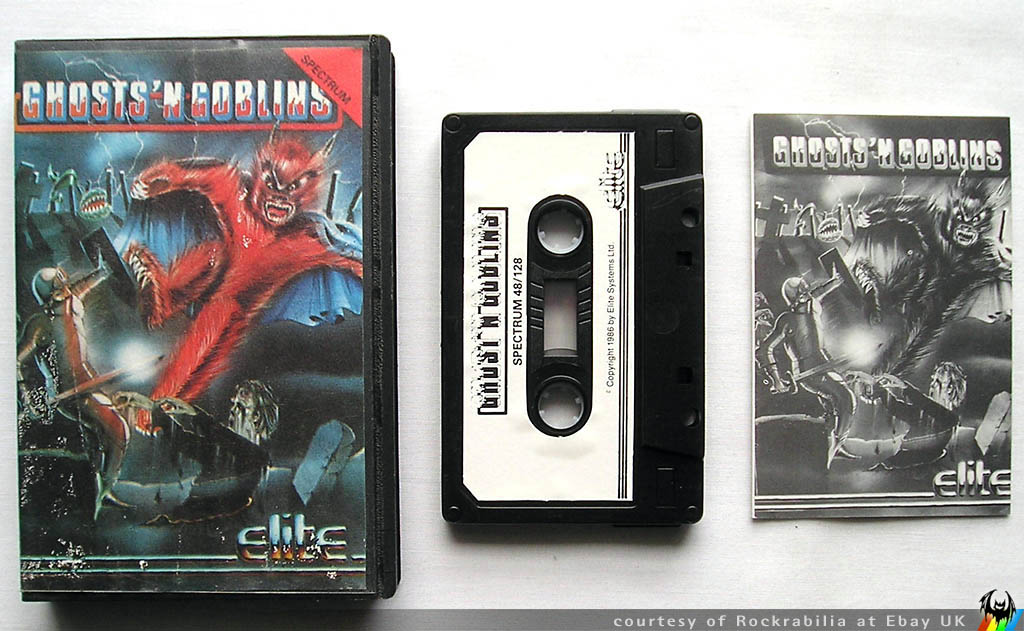 SPECTRUM
GHOSTS 'N GOBLINS
elite
GHOSTS 'N GOBLINS
SPECTRUM 48/128
© Copyright 1986 by Elite Systems Ltd.
elite
GHOSTS 'N GOBLINS
elite
courtesy of Rockrabilia at Ebay UK